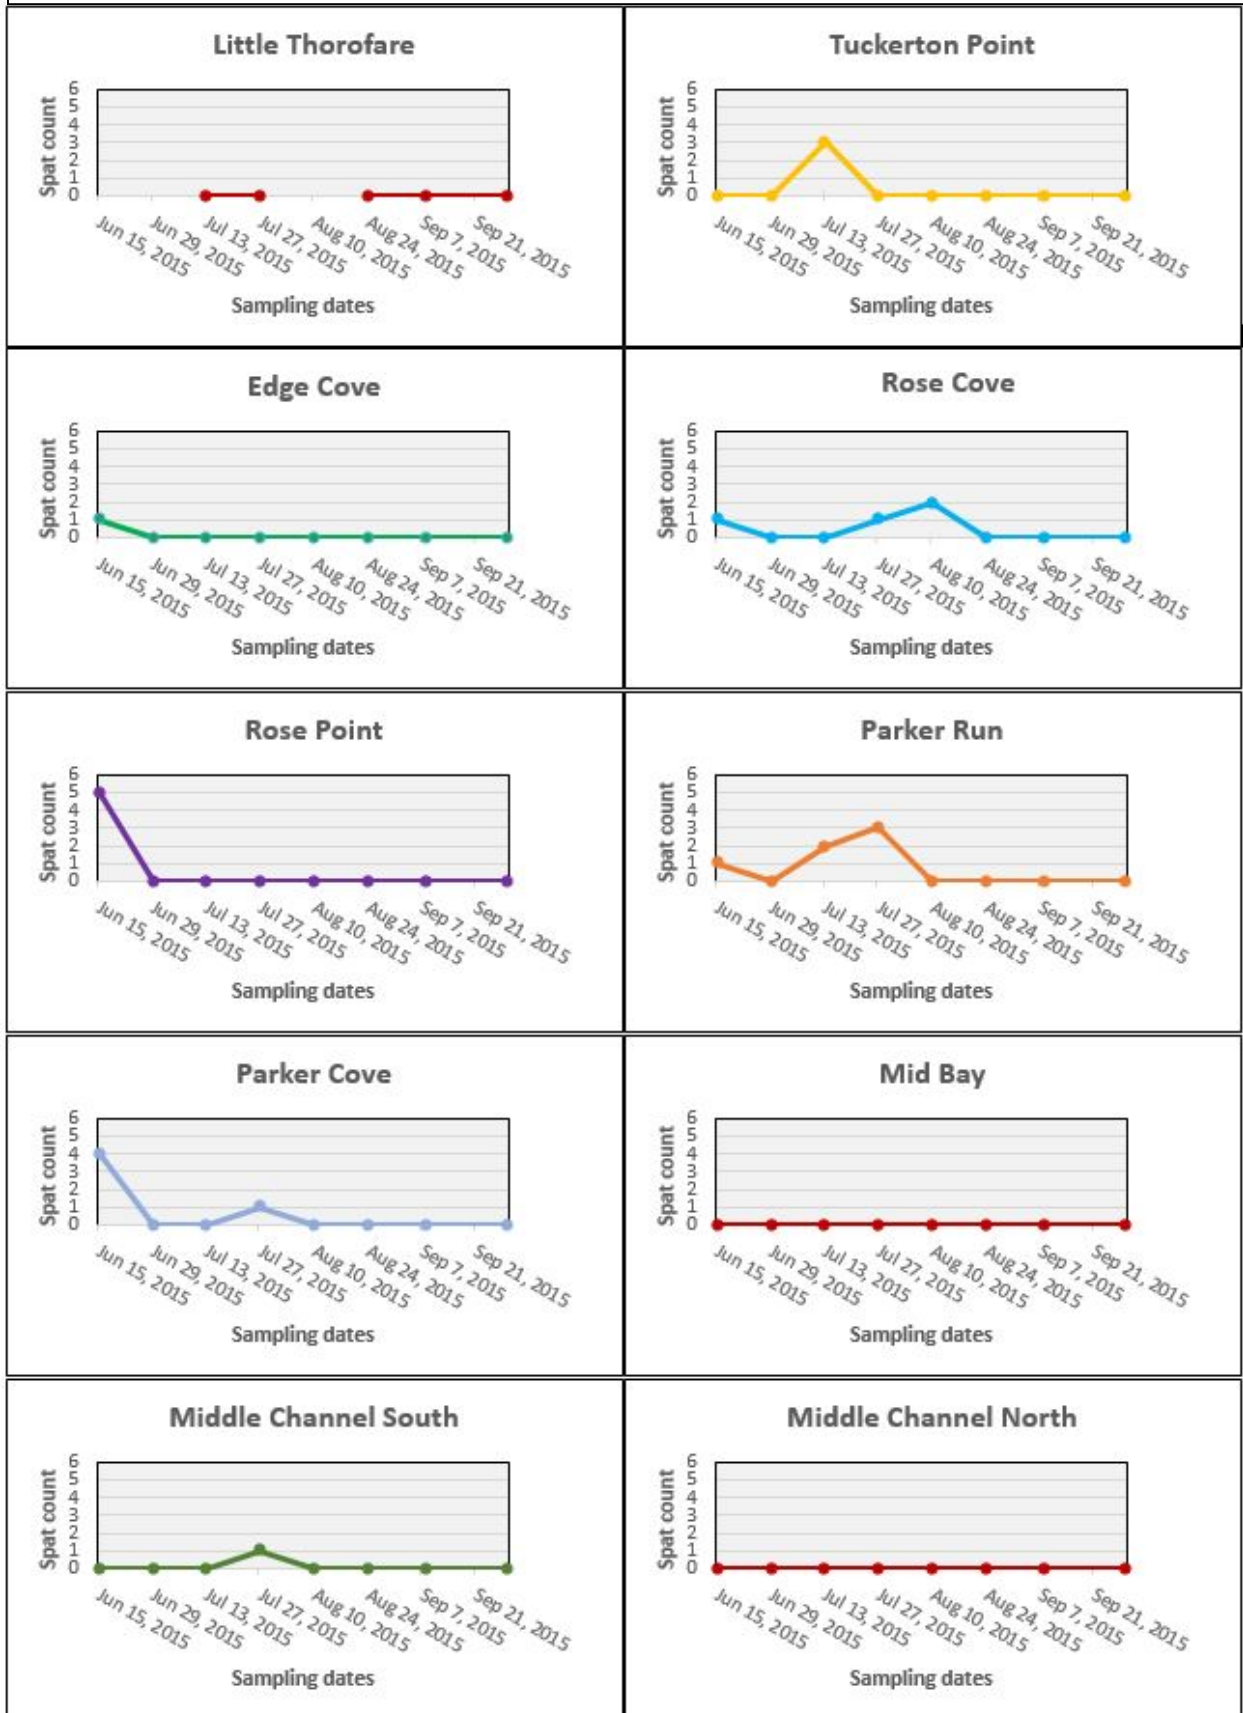 Little Thorofare
Spat count
6
5
4
3
2
1
0
Jun 15, 2015
Jun 29, 2015
Jul 13, 2015
Jul 27, 2015
Aug 10, 2015
Aug 24, 2015
Sep 7, 2015
Sep 21, 2015
Sampling dates
Tuckerton Point
Spat count
6
5
4
3
2
1
0
Jun 15, 2015
Jun 29, 2015
Jul 13, 2015
Jul 27, 2015
Aug 10, 2015
Aug 24, 2015
Sep 7, 2015
Sep 21, 2015
Sampling dates
Edge Cove
Spat count
6
5
4
3
2
1
0
Jun 15, 2015
Jun 29, 2015
Jul 13, 2015
Jul 27, 2015
Aug 10, 2015
Aug 24, 2015
Sep 7, 2015
Sep 21, 2015
Sampling dates
Rose Cove
Spat count
6
5
4
3
2
1
0
Jun 15, 2015
Jun 29, 2015
Jul 13, 2015
Jul 27, 2015
Aug 10, 2015
Aug 24, 2015
Sep 7, 2015
Sep 21, 2015
Sampling dates
Rose Point
Spat count
6
5
4
3
2
1
0
Jun 15, 2015
Jun 29, 2015
Jul 13, 2015
Jul 27, 2015
Aug 10, 2015
Aug 24, 2015
Sep 7, 2015
Sep 21, 2015
Sampling dates
Parker Run
Spat count
6
5
4
3
2
1
0
Jun 15, 2015
Jun 29, 2015
Jul 13, 2015
Jul 27, 2015
Aug 10, 2015
Aug 24, 2015
Sep 7, 2015
Sep 21, 2015
Sampling dates
Parker Cove
Spat count
6
5
4
3
2
1
0
Jun 15, 2015
Jun 29, 2015
Jul 13, 2015
Jul 27, 2015
Aug 10, 2015
Aug 24, 2015
Sep 7, 2015
Sep 21, 2015
Sampling dates
Mid Bay
Spat count
6
5
4
3
2
1
0
Jun 15, 2015
Jun 29, 2015
Jul 13, 2015
Jul 27, 2015
Aug 10, 2015
Aug 24, 2015
Sep 7, 2015
Sep 21, 2015
Sampling dates
Middle Channel South
Spat count
6
5
4
3
2
1
0
Jun 15, 2015
Jun 29, 2015
Jul 13, 2015
Jul 27, 2015
Aug 10, 2015
Aug 24, 2015
Sep 7, 2015
Sep 21, 2015
Sampling dates
Middle Channel North
Spat count
6
5
4
3
2
1
0
Jun 15, 2015
Jun 29, 2015
Jul 13, 2015
Jul 27, 2015
Aug 10, 2015
Aug 24, 2015
Sep 7, 2015
Sep 21, 2015
Sampling dates